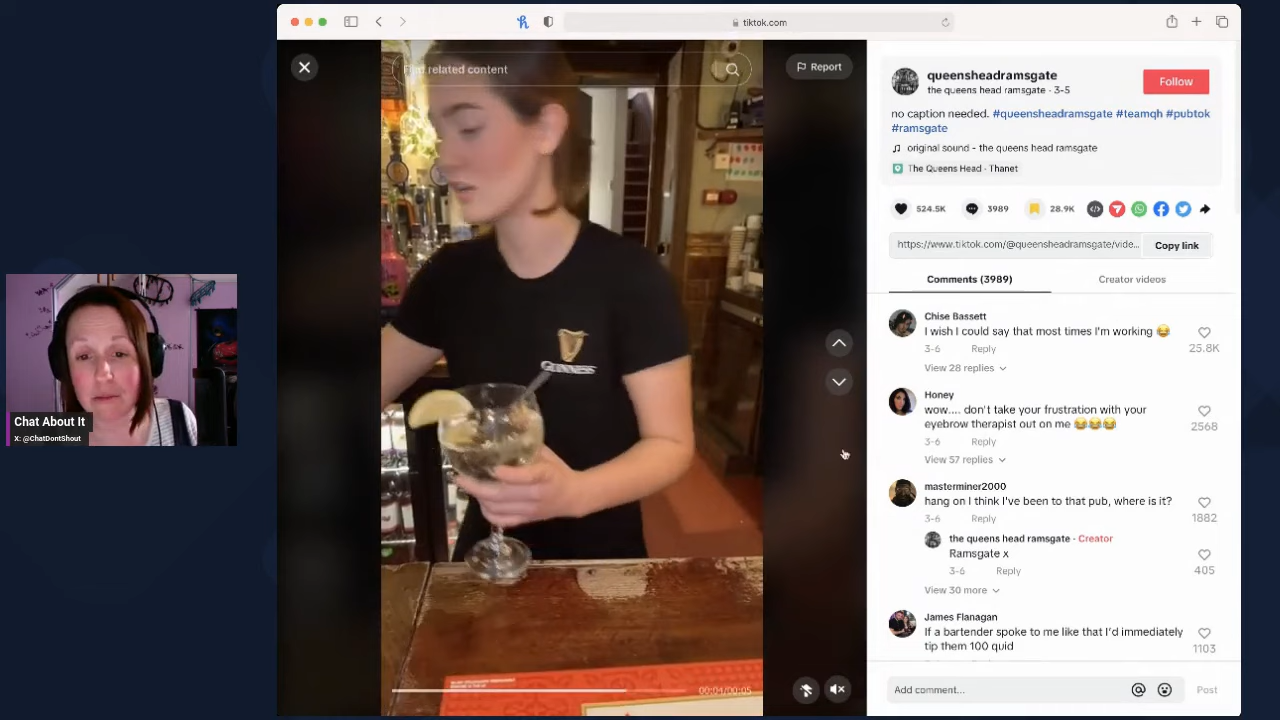 tiktok.com
Find related content
Report
queensheadramsgate
the queens head ramsgate · 3-5
Follow
no caption needed. #queensheadramsgate #teamqh #pubtok
#ramsgate
original sound - the queens head ramsgate
The Queens Head · Thanet
524.5K
3989
28.9K
https://www.tiktok.com/@queensheadramsgate/vide...
Copy link
Comments (3989)
Creator videos
Chise Bassett
I wish I could say that most times I'm working 😂
3-6
Reply
25.8K
View 28 replies
Honey
wow.... don't take your frustration with your
eyebrow therapist out on me 😂😂😂
3-6
Reply
2568
View 57 replies
masterminer2000
hang on I think I've been to that pub, where is it?
3-6
Reply
1882
the queens head ramsgate · Creator
Ramsgate x
3-6
Reply
405
View 30 more
James Flanagan
If a bartender spoke to me like that I'd immediately
tip them 100 quid
1103
Add comment...
Post
00:04/00:05
GUINNESS
Chat About It
X: @ChatDontShout